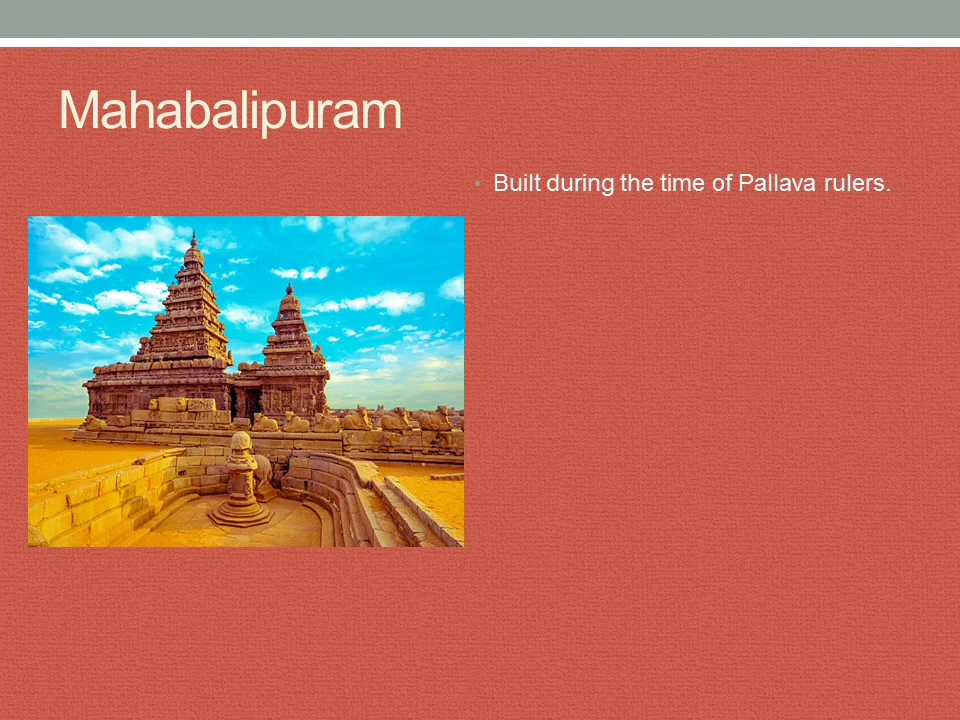 Mahabalipuram
▪ Built during the time of Pallava rulers.